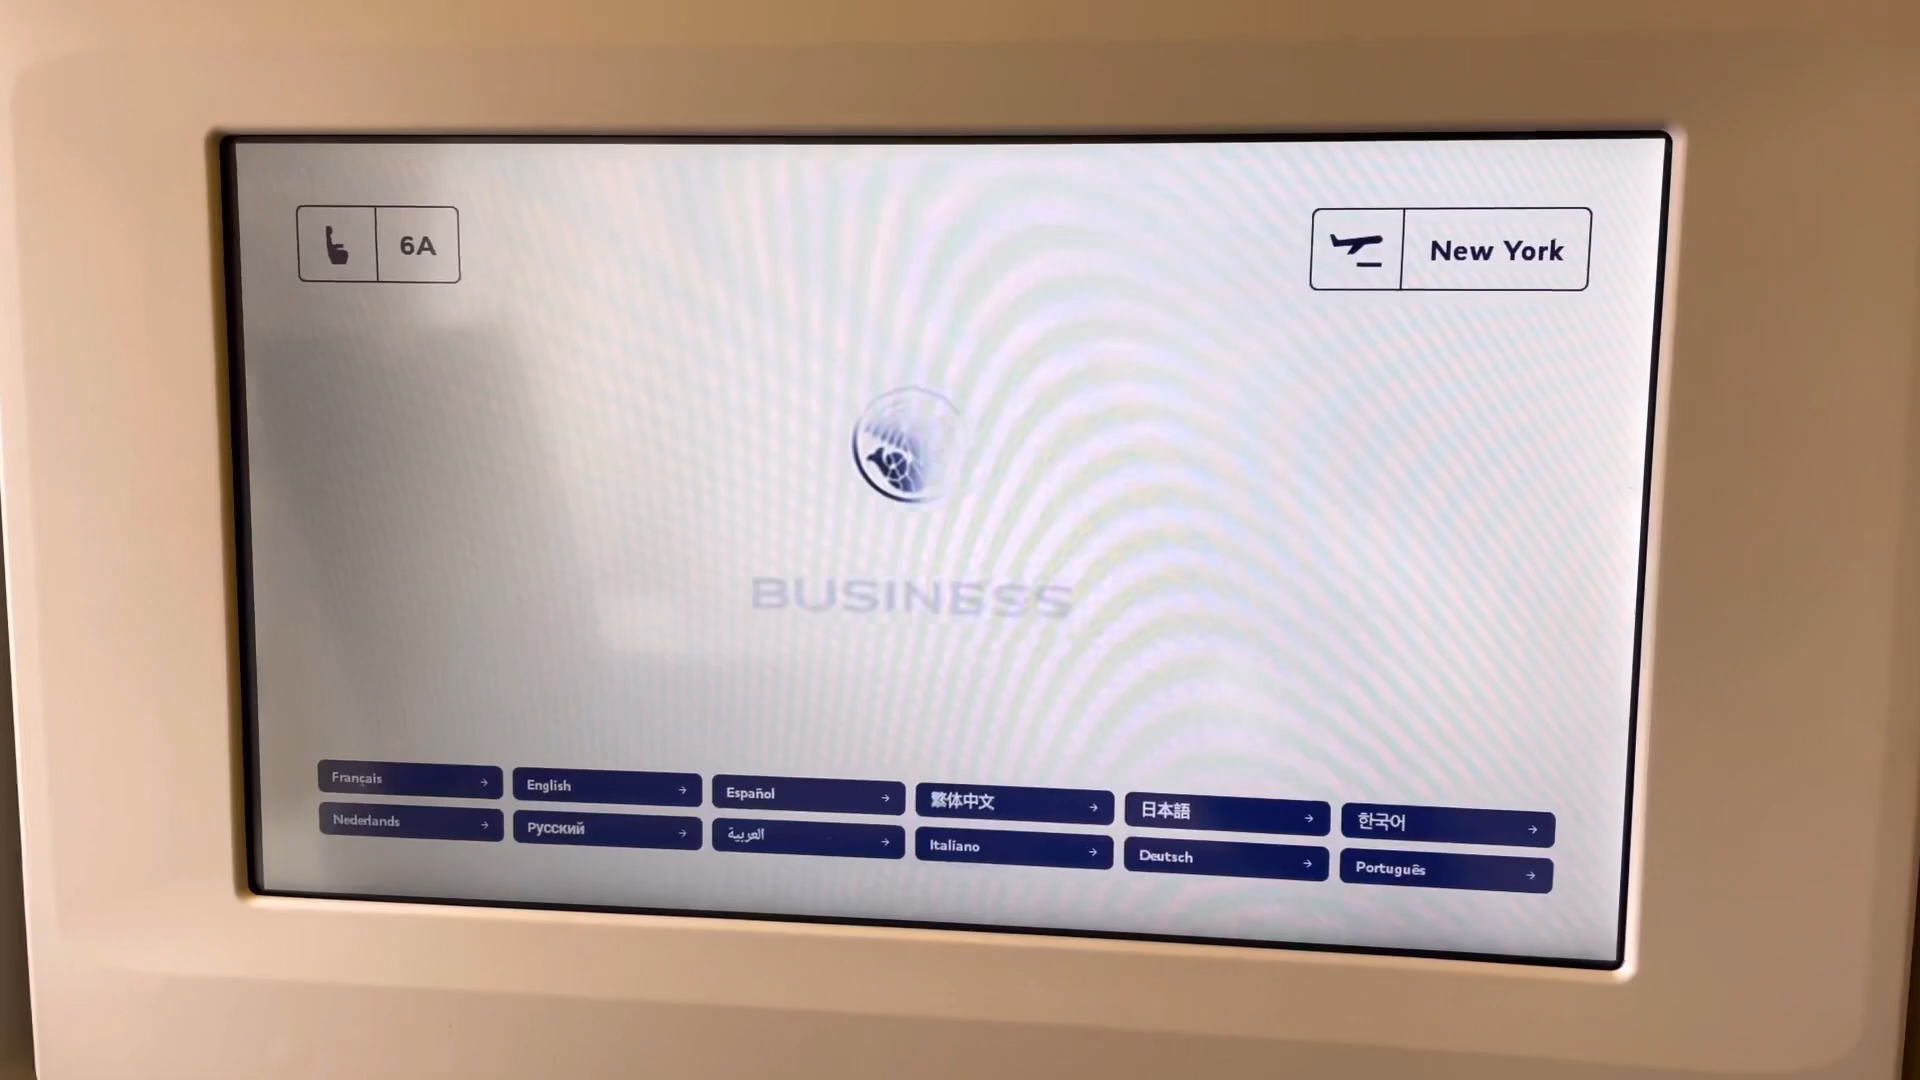 6A
New York
BUSINESS
Français
English
Español
繁体中文
日本語
한국어
Nederlands
Русский
العربية
Italiano
Deutsch
Português